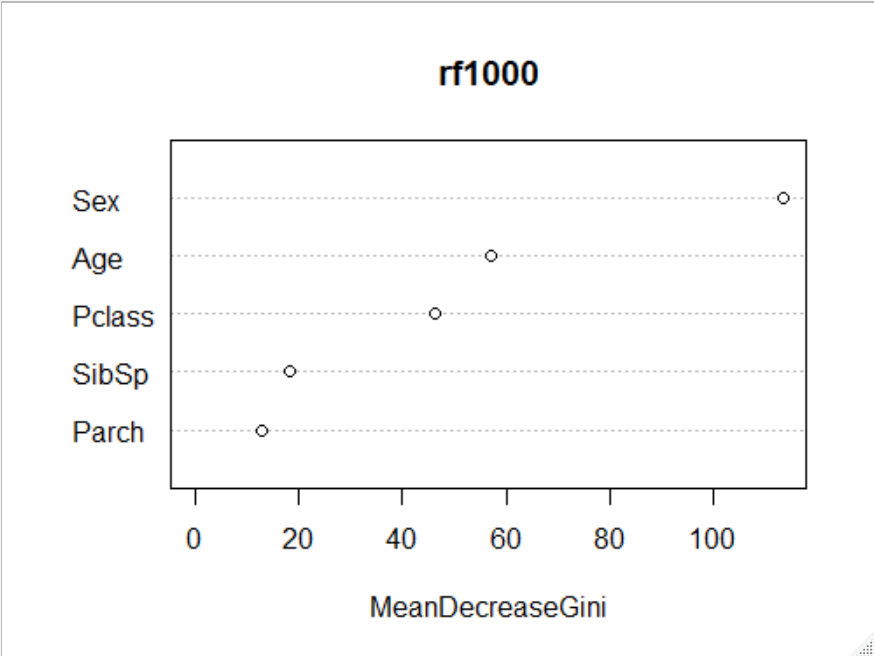 rf1000
Sex
Age
Pclass
SibSp
Parch
0 20 40 60 80 100
MeanDecreaseGini